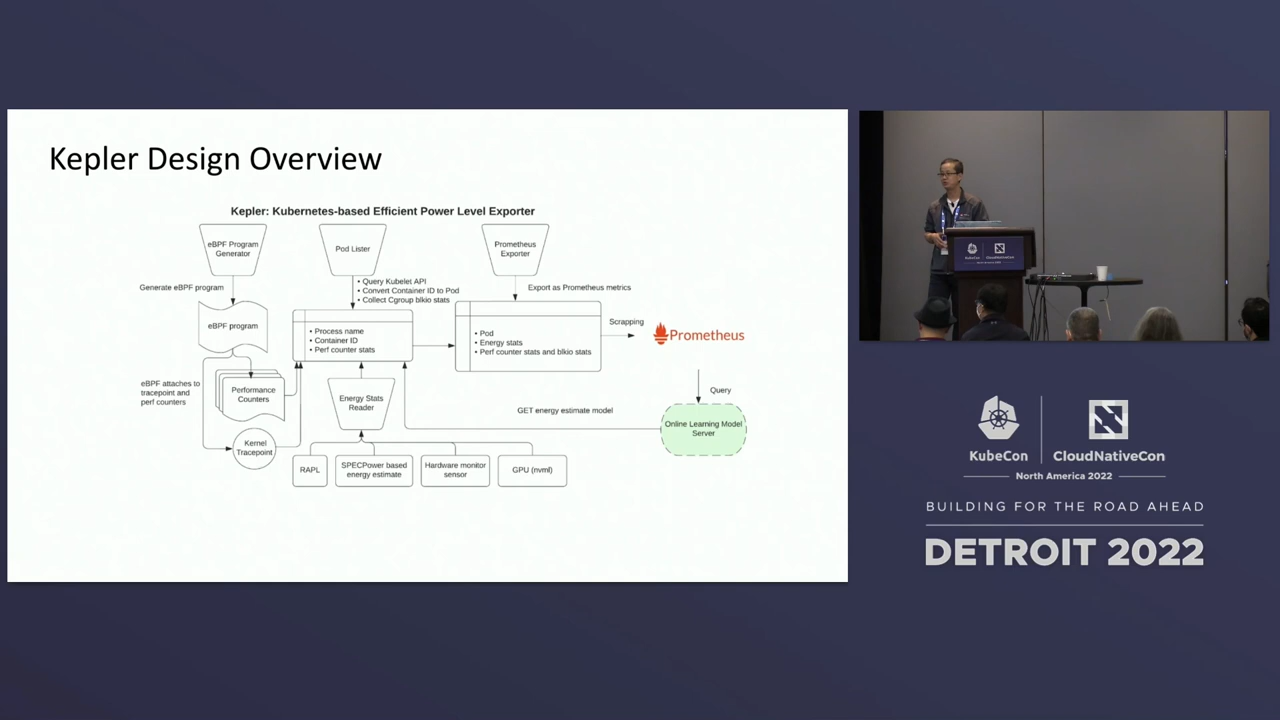 Kepler Design Overview
Kepler: Kubernetes-based Efficient Power Level Exporter
eBPF Program
Generator
Pod Lister
Prometheus
Exporter
Generate eBPF program
• Query Kubelet API
• Convert Container ID to Pod
• Collect Cgroup blkio stats
Export as Prometheus metrics
eBPF program
• Process name
• Container ID
• Perf counter stats
• Pod
• Energy stats
• Perf counter stats and blkio stats
Scrapping
Prometheus
eBPF attaches to
tracepoint and
perf counters
Performance
Counters
Energy Stats
Reader
Query
GET energy estimate model
Online Learning Model
Server
Kernel
Tracepoint
RAPL
SPECPower based
energy estimate
Hardware monitor
sensor
GPU (nvml)
KubeCon
CloudNativeCon
KubeCon
CloudNativeCon
North America 2022
BUILDING FOR THE ROAD AHEAD
DETROIT 2022